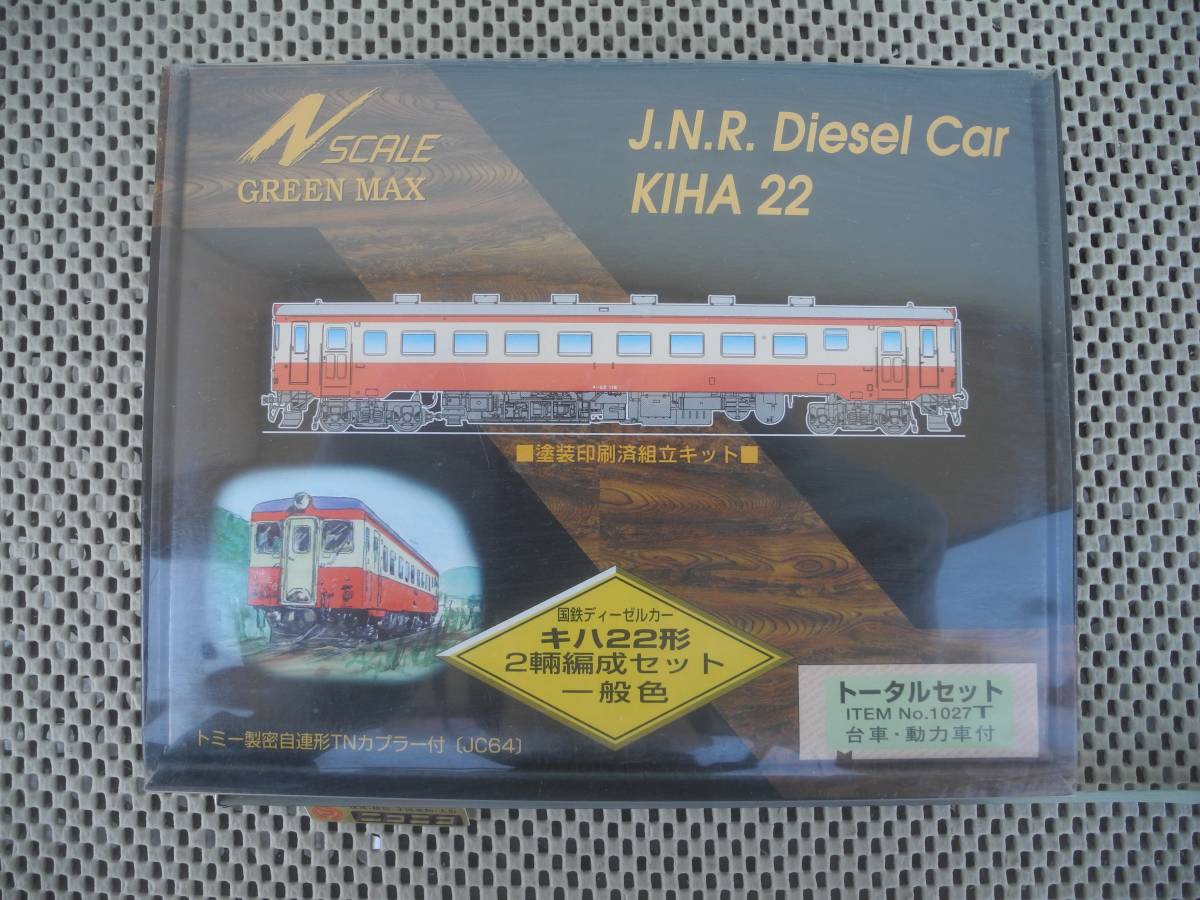 N SCALE
GREEN MAX
J.N.R. Diesel Car
KIHA 22
■塗装印刷済組立キット■
国鉄ディーゼルカー
キハ22形
2輌編成セット
一般色
トータルセット
ITEM No.1027T
台車・動力車付
トミー製密自連形TNカプラー付〔JC64〕